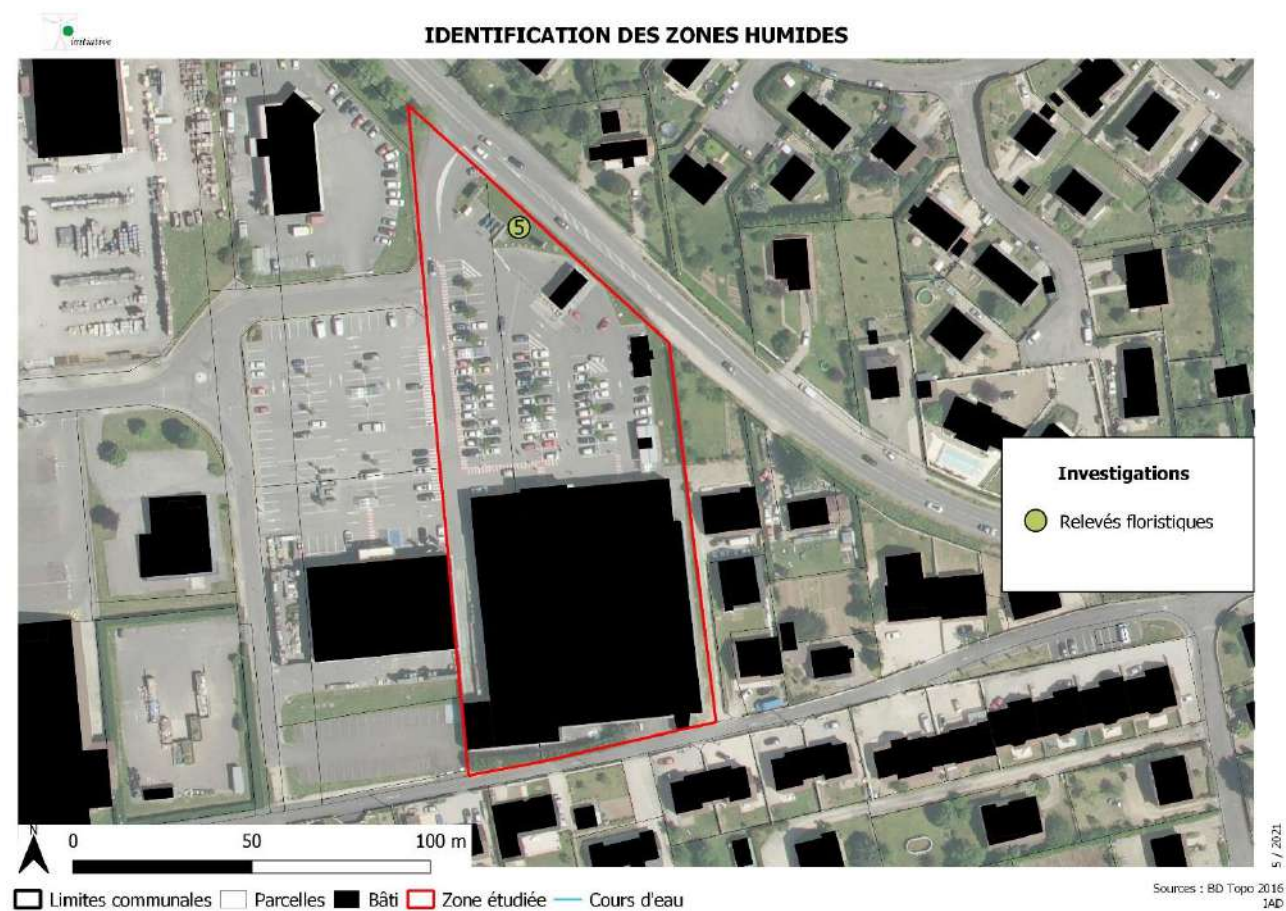 initiative
IDENTIFICATION DES ZONES HUMIDES
5
Investigations
Relevés floristiques
N
0 50 100 m
Limites communales Parcelles Bâti Zone étudiée Cours d'eau
5 / 2021
Sources : BD Topo 2016
IAD